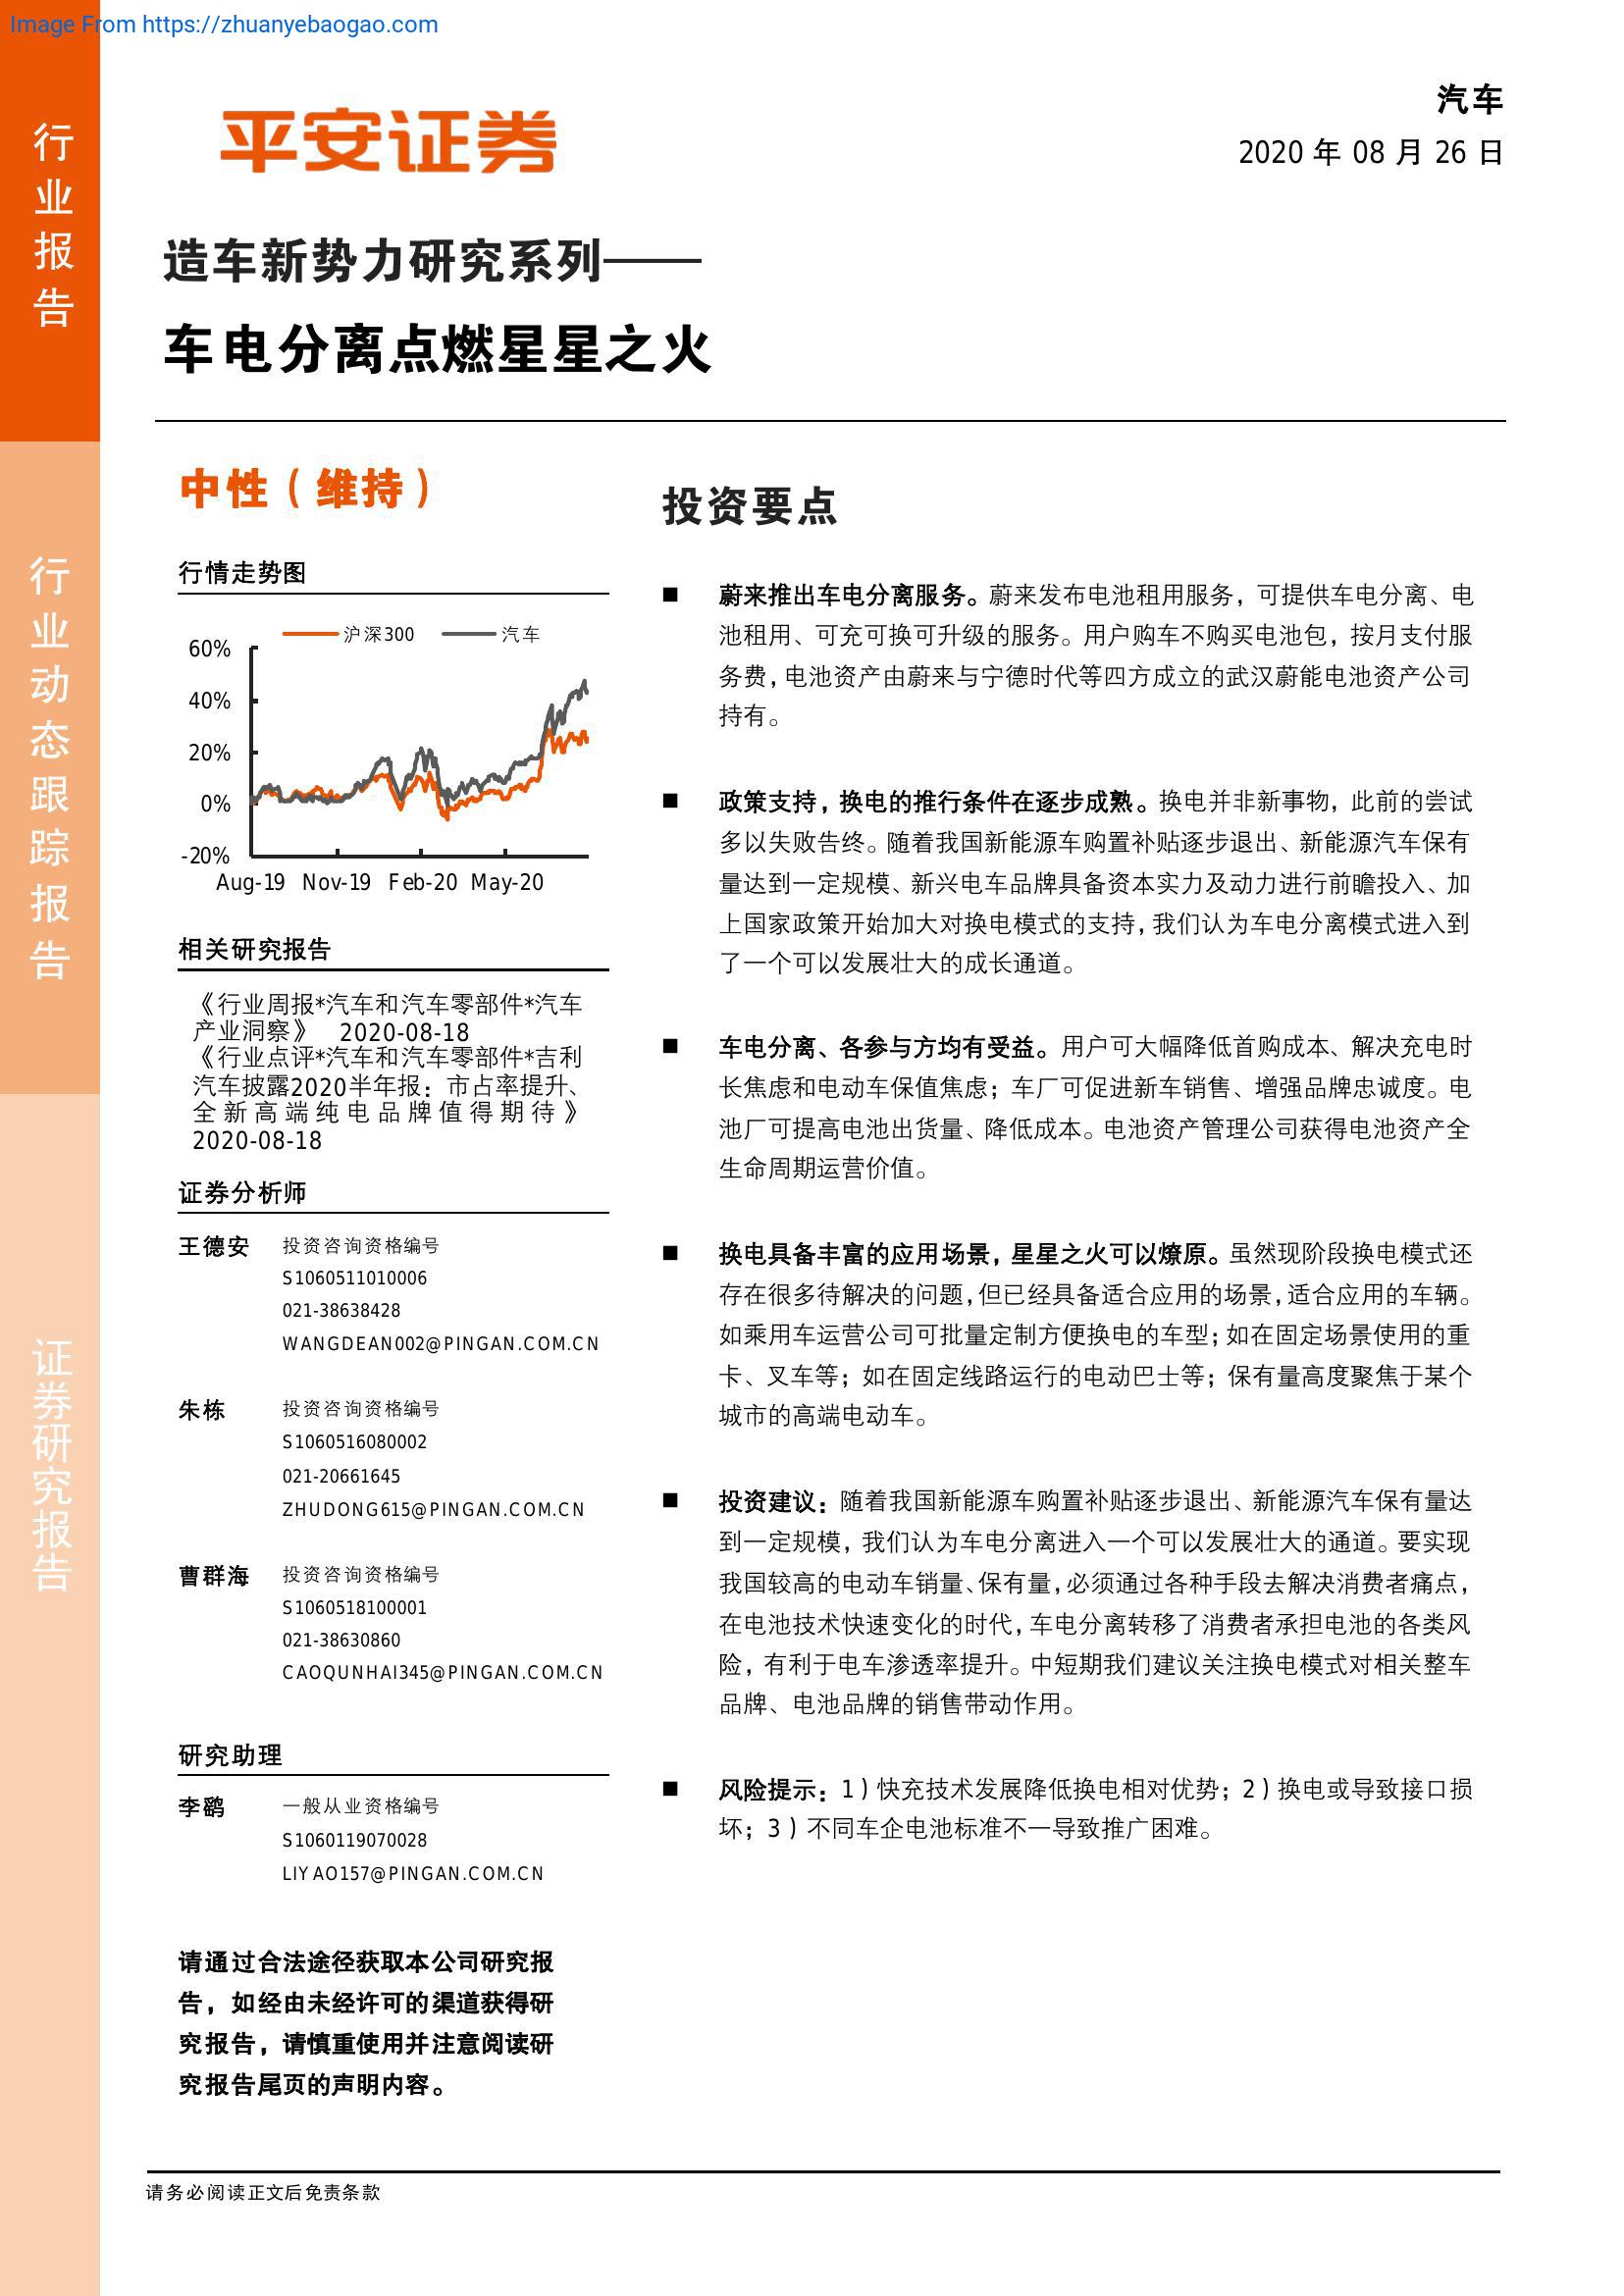 Image From https://zhuanyebaogao.com
行业报告
行业动态跟踪报告
证券研究报告
平安证券
汽车
2020 年 08 月 26 日
造车新势力研究系列——
车电分离点燃星星之火
中性（维持）
行情走势图
沪深300 汽车
60%
40%
20%
0%
-20%
Aug-19 Nov-19 Feb-20 May-20
相关研究报告
《行业周报*汽车和汽车零部件*汽车
产业洞察》 2020-08-18
《行业点评*汽车和汽车零部件*吉利
汽车披露2020半年报：市占率提升、
全新高端纯电品牌值得期待》
2020-08-18
证券分析师
王德安 投资咨询资格编号
S1060511010006
021-38638428
WANGDEAN002@PINGAN.COM.CN
朱栋 投资咨询资格编号
S1060516080002
021-20661645
ZHUDONG615@PINGAN.COM.CN
曹群海 投资咨询资格编号
S1060518100001
021-38630860
CAOQUNHAI345@PINGAN.COM.CN
研究助理
李鹞 一般从业资格编号
S1060119070028
LIYAO157@PINGAN.COM.CN
请通过合法途径获取本公司研究报
告，如经由未经许可的渠道获得研
究报告，请慎重使用并注意阅读研
究报告尾页的声明内容。
投资要点
■ 蔚来推出车电分离服务。蔚来发布电池租用服务，可提供车电分离、电
池租用、可充可换可升级的服务。用户购车不购买电池包，按月支付服
务费，电池资产由蔚来与宁德时代等四方成立的武汉蔚能电池资产公司
持有。
■ 政策支持，换电的推行条件在逐步成熟。换电并非新事物，此前的尝试
多以失败告终。随着我国新能源车购置补贴逐步退出、新能源汽车保有
量达到一定规模、新兴电车品牌具备资本实力及动力进行前瞻投入、加
上国家政策开始加大对换电模式的支持，我们认为车电分离模式进入到
了一个可以发展壮大的成长通道。
■ 车电分离、各参与方均有受益。用户可大幅降低首购成本、解决充电时
长焦虑和电动车保值焦虑；车厂可促进新车销售、增强品牌忠诚度。电
池厂可提高电池出货量、降低成本。电池资产管理公司获得电池资产全
生命周期运营价值。
■ 换电具备丰富的应用场景，星星之火可以燎原。虽然现阶段换电模式还
存在很多待解决的问题，但已经具备适合应用的场景，适合应用的车辆。
如乘用车运营公司可批量定制方便换电的车型；如在固定场景使用的重
卡、叉车等；如在固定线路运行的电动巴士等；保有量高度聚焦于某个
城市的高端电动车。
■ 投资建议：随着我国新能源车购置补贴逐步退出、新能源汽车保有量达
到一定规模，我们认为车电分离进入一个可以发展壮大的通道。要实现
我国较高的电动车销量、保有量，必须通过各种手段去解决消费者痛点，
在电池技术快速变化的时代，车电分离转移了消费者承担电池的各类风
险，有利于电车渗透率提升。中短期我们建议关注换电模式对相关整车
品牌、电池品牌的销售带动作用。
■ 风险提示：1）快充技术发展降低换电相对优势；2）换电或导致接口损
坏；3）不同车企电池标准不一导致推广困难。
请务必阅读正文后免责条款